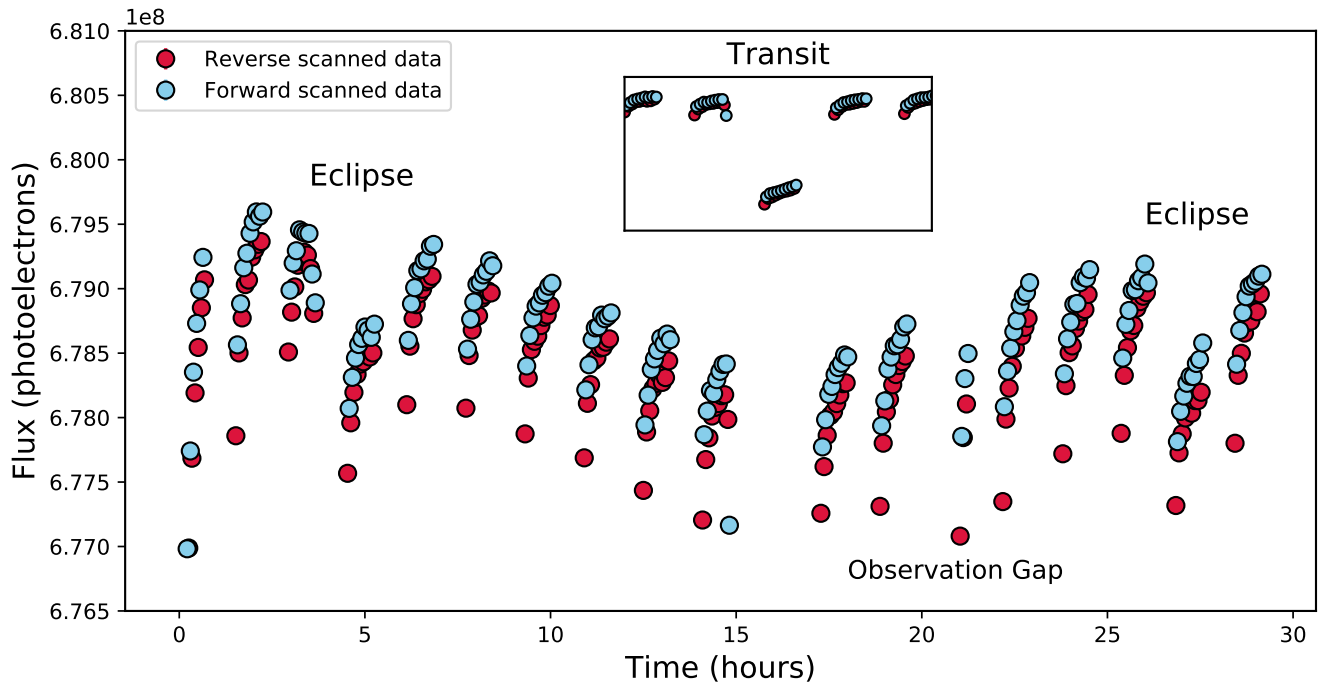 1e8
6.810
6.805
6.800
6.795
6.790
6.785
6.780
6.775
6.770
6.765
Flux (photoelectrons)
Reverse scanned data
Forward scanned data
Transit
Eclipse
Eclipse
Observation Gap
0 5 10 15 20 25 30
Time (hours)